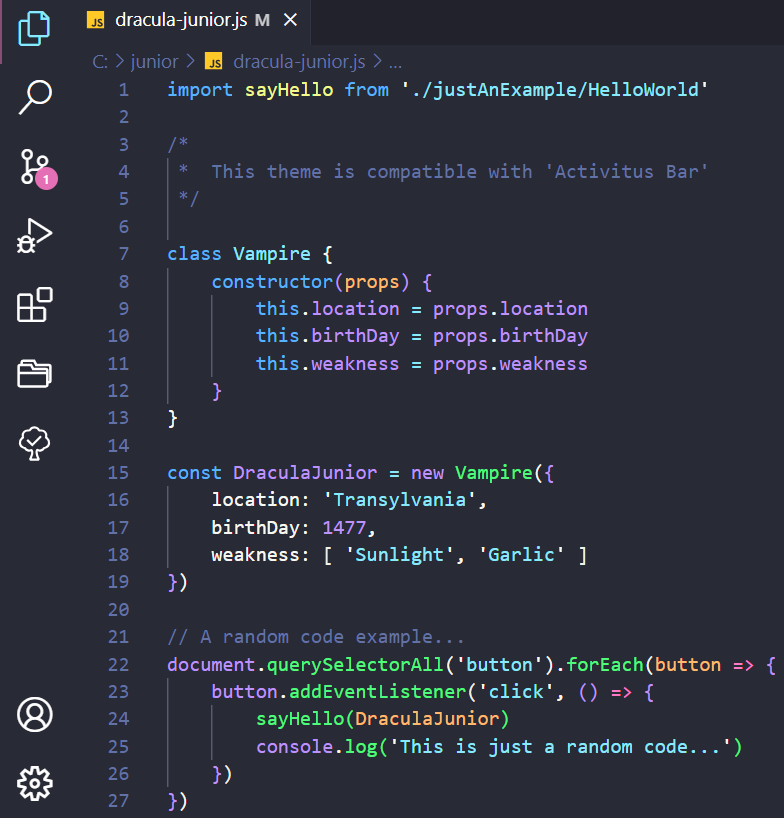 JS dracula-junior.js M ×
C: > junior > JS dracula-junior.js > ...
1 import sayHello from './justAnExample/HelloWorld'
2
3 /*
4  *  This theme is compatible with 'Activitus Bar'
5  */
6
7 class Vampire {
8     constructor(props) {
9         this.location = props.location
10         this.birthDay = props.birthDay
11         this.weakness = props.weakness
12     }
13 }
14
15 const DraculaJunior = new Vampire({
16     location: 'Transylvania',
17     birthDay: 1477,
18     weakness: [ 'Sunlight', 'Garlic' ]
19 })
20
21 // A random code example...
22 document.querySelectorAll('button').forEach(button => {
23     button.addEventListener('click', () => {
24         sayHello(DraculaJunior)
25         console.log('This is just a random code...')
26     })
27 })
1